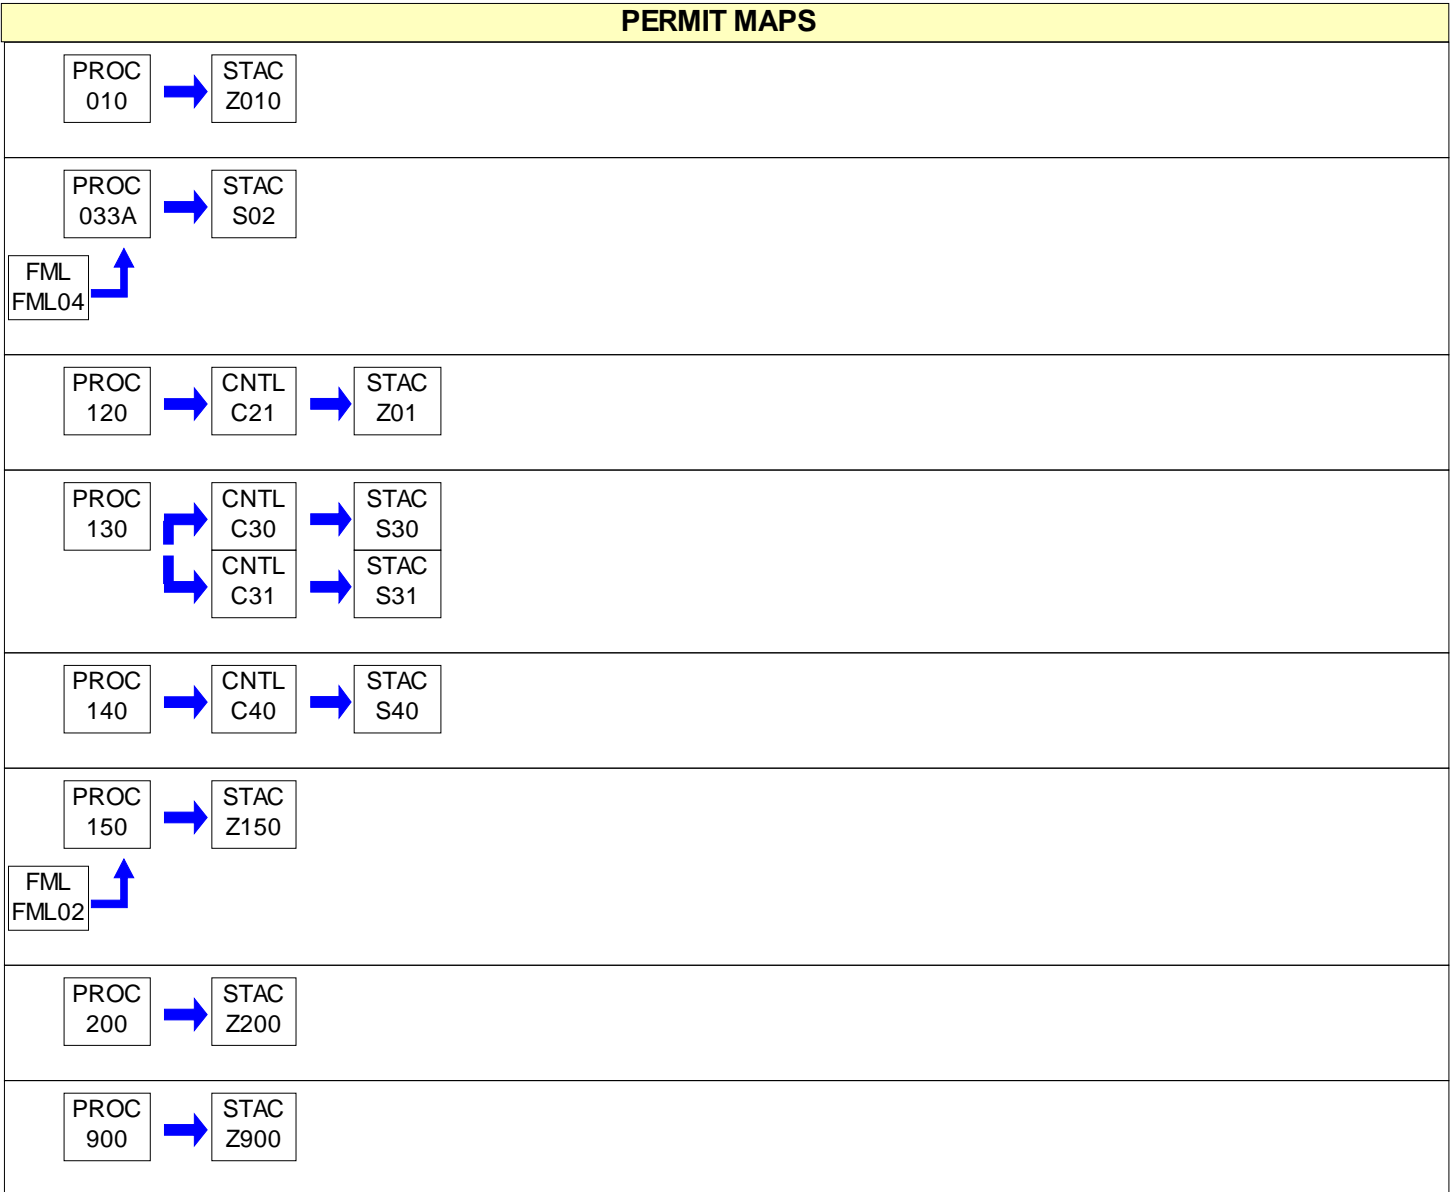 PERMIT MAPS
PROC
010
STAC
Z010
PROC
033A
STAC
S02
FML
FML04
PROC
120
CNTL
C21
STAC
Z01
PROC
130
CNTL
C30
STAC
S30
CNTL
C31
STAC
S31
PROC
140
CNTL
C40
STAC
S40
PROC
150
STAC
Z150
FML
FML02
PROC
200
STAC
Z200
PROC
900
STAC
Z900